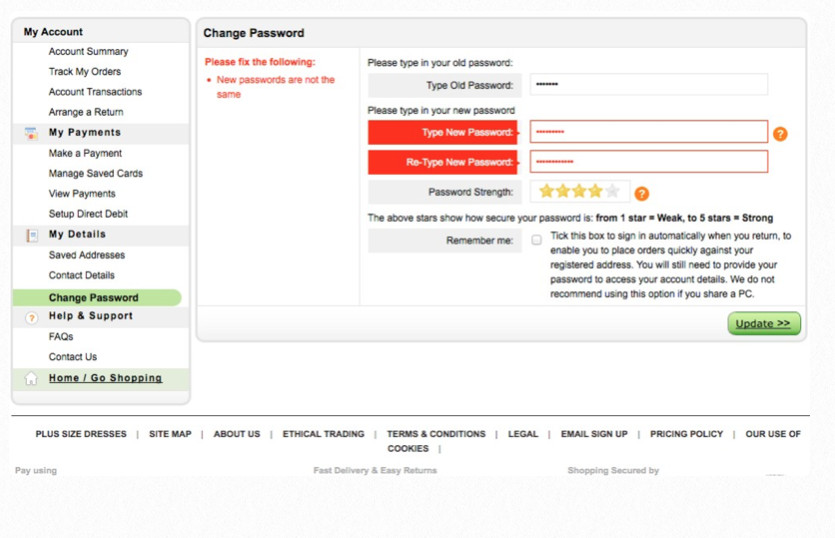 My Account
Account Summary
Track My Orders
Account Transactions
Arrange a Return
My Payments
Make a Payment
Manage Saved Cards
View Payments
Setup Direct Debit
My Details
Saved Addresses
Contact Details
Change Password
? Help & Support
FAQs
Contact Us
Home / Go Shopping
Change Password
Please fix the following:
• New passwords are not the
same
Please type in your old password:
Type Old Password: •••••••
Please type in your new password
Type New Password: ••••••••• ?
Re-Type New Password: ••••••••••••
Password Strength: ?
The above stars show how secure your password is: from 1 star = Weak, to 5 stars = Strong
Remember me: Tick this box to sign in automatically when you return, to
enable you to place orders quickly against your
registered address. You will still need to provide your
password to access your account details. We do not
recommend using this option if you share a PC.
Update >>
PLUS SIZE DRESSES | SITE MAP | ABOUT US | ETHICAL TRADING | TERMS & CONDITIONS | LEGAL | EMAIL SIGN UP | PRICING POLICY | OUR USE OF
COOKIES |
Pay using Fast Delivery & Easy Returns Shopping Secured by